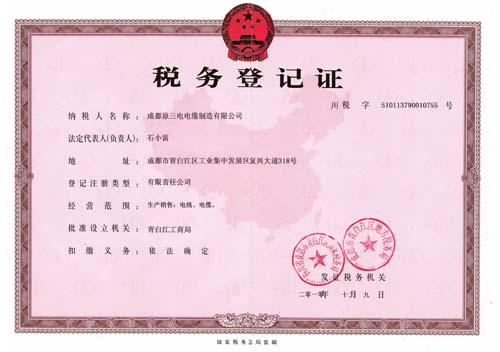 税务登记证
川税 字 510113790010755 号
纳税人名称: 成都塬三电电缆制造有限公司
法定代表人(负责人): 石小雷
地址: 成都市青白江区工业集中发展区复兴大道318号
登记注册类型: 有限责任公司
经营范围: 生产销售:电线、电缆。
批准设立机关: 青白江工商局
扣缴义务: 依法确定
发证税务机关
二零一〇年 十月九日
国家税务总局监制